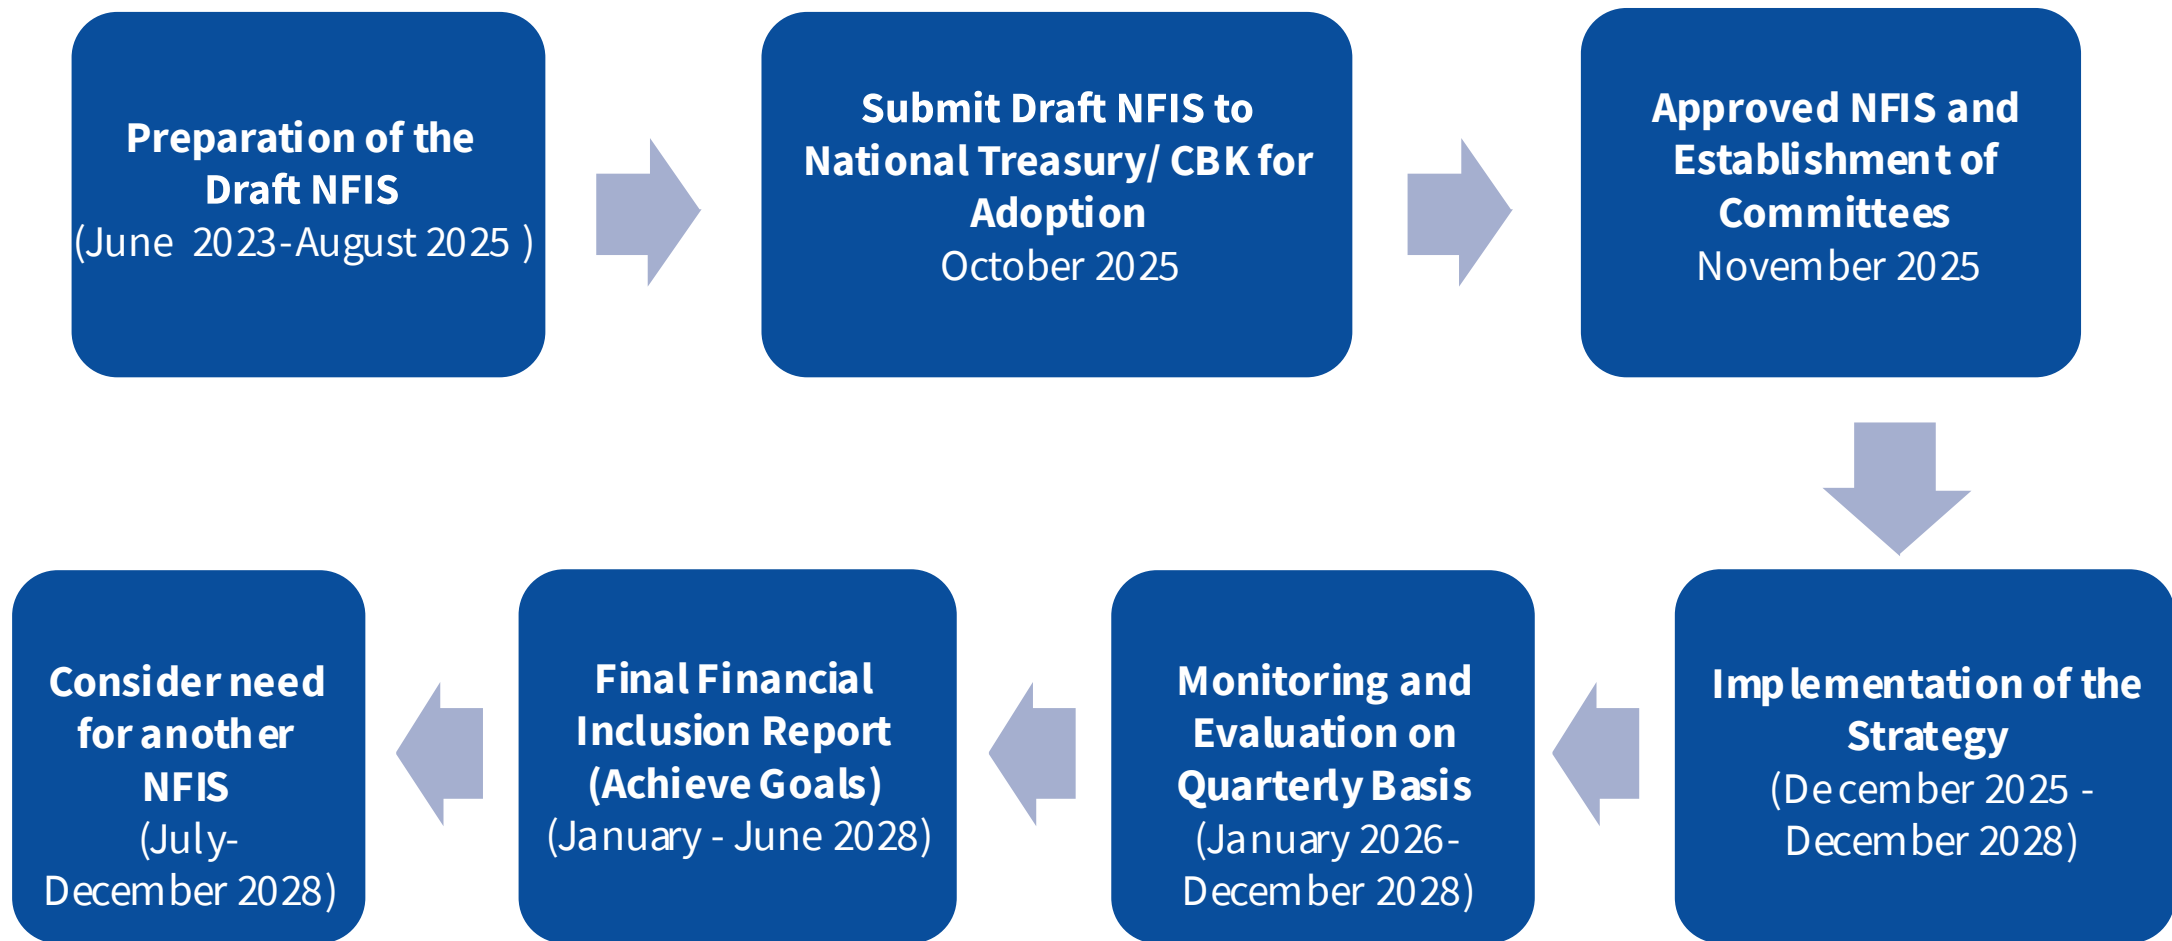 Preparation of the
Draft NFIS
(June 2023-August 2025 )
Submit Draft NFIS to
National Treasury/ CBK for
Adoption
October 2025
Approved NFIS and
Establishment of
Committees
November 2025
Implementation of the
Strategy
(December 2025 -
December 2028)
Monitoring and
Evaluation on
Quarterly Basis
(January 2026-
December 2028)
Final Financial
Inclusion Report
(Achieve Goals)
(January - June 2028)
Consider need
for another
NFIS
(July-
December 2028)